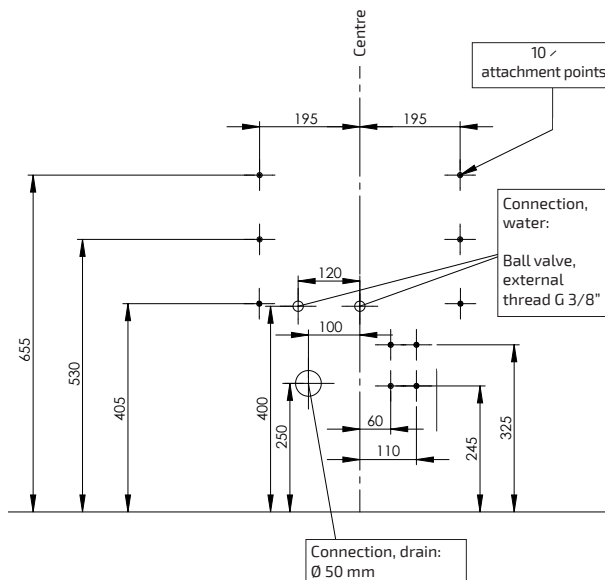 Centre
10
attachment points
195
195
Connection,
water:
Ball valve,
external
thread G 3/8"
120
100
655
530
405
400
250
60
110
245
325
Connection, drain:
Ø 50 mm